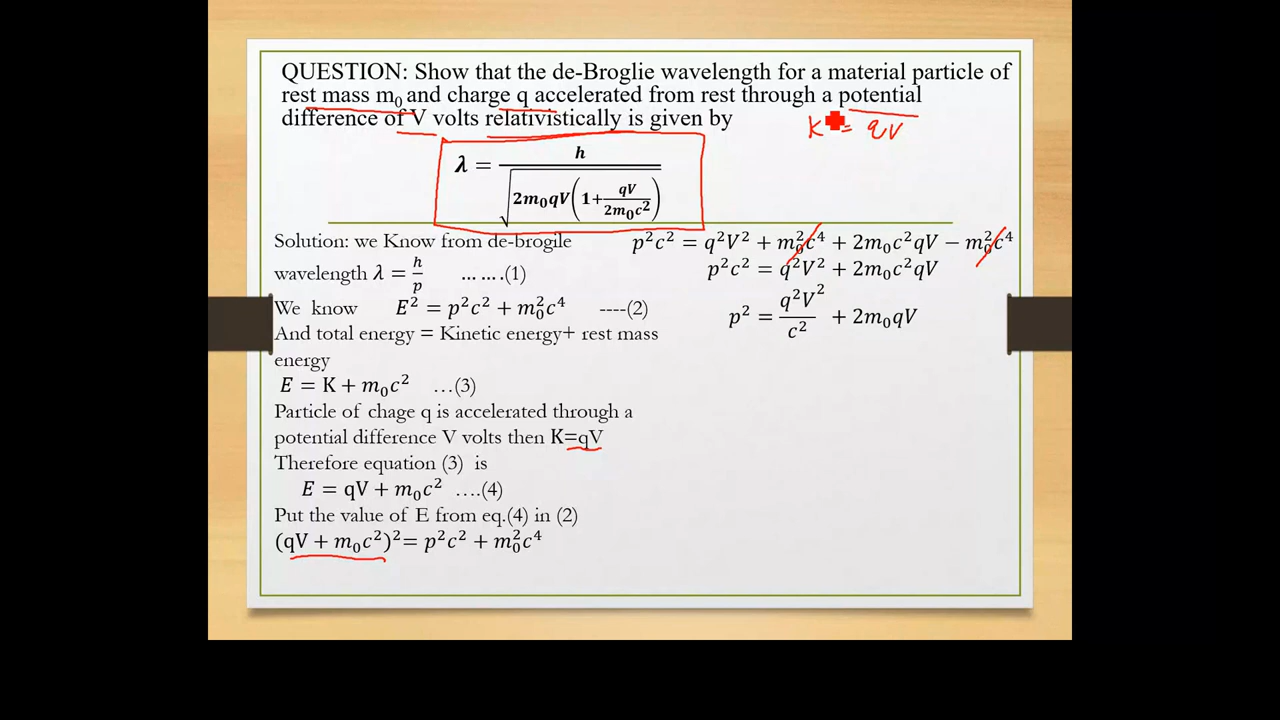 QUESTION: Show that the de-Broglie wavelength for a material particle of
rest mass m₀ and charge q accelerated from rest through a potential
difference of V volts relativistically is given by
K = qV
λ = h / √(2m₀qV(1+qV/2m₀c²))
Solution: we Know from de-brogile
wavelength λ = h/p ... ... .(1)
We know E² = p²c² + m₀²c⁴ ----(2)
And total energy = Kinetic energy+ rest mass
energy
E = K + m₀c² …(3)
Particle of chage q is accelerated through a
potential difference V volts then K=qV
Therefore equation (3) is
E = qV + m₀c² ….(4)
Put the value of E from eq.(4) in (2)
(qV + m₀c²)²= p²c² + m₀²c⁴
p²c² = q²V² + m₀²c⁴ + 2m₀c²qV − m₀²c⁴
p²c² = q²V² + 2m₀c²qV
p² = q²V²/c² + 2m₀qV